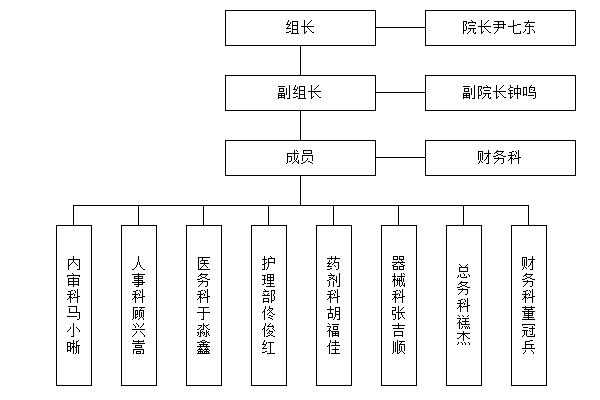 组长
院长尹七东
副组长
副院长钟鸣
成员
财务科
内审科马小晰
人事科顾兴嵩
医务科于淼鑫
护理部佟俊红
药剂科胡福佳
器械科张吉顺
总务科禚杰
财务科董冠兵